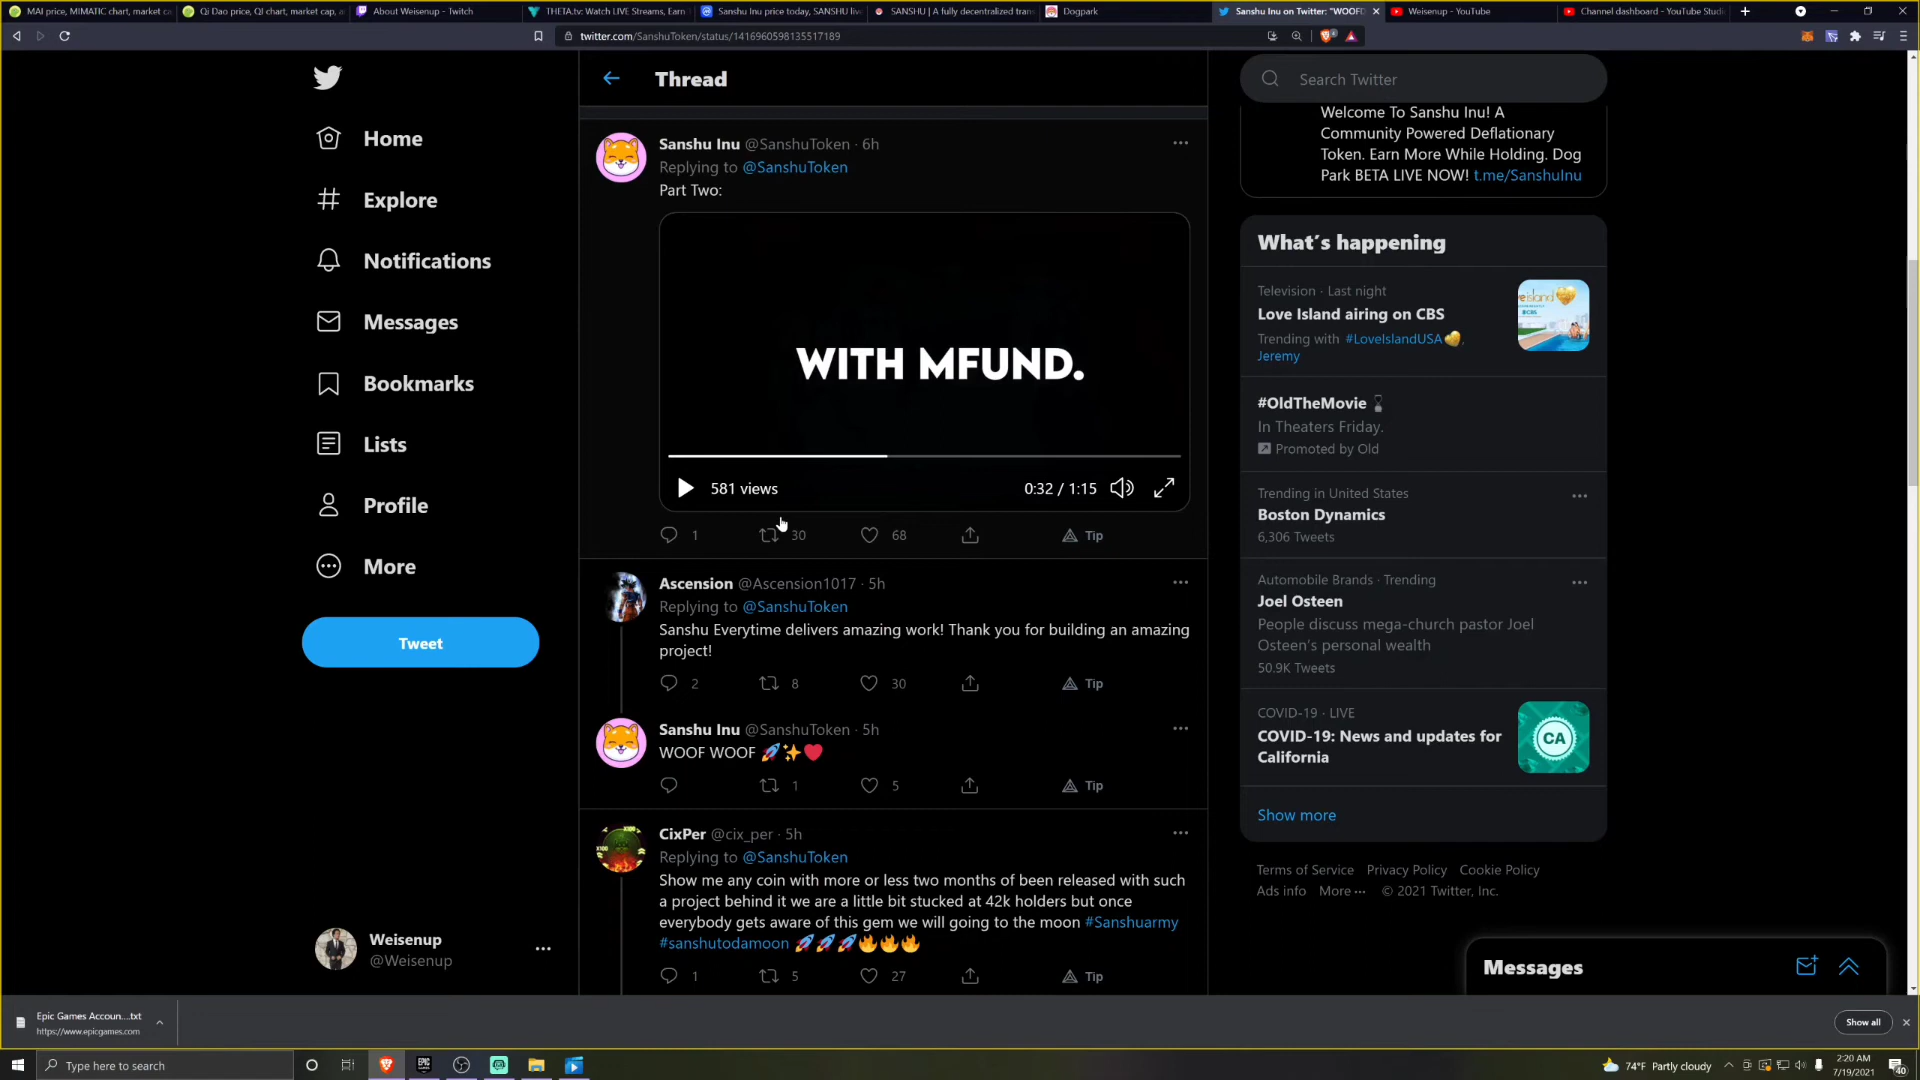 MAI price, MIMATIC chart, market ca
Qi Dao price, QI chart, market cap, a
About Weisenup - Twitch
THETA.tv: Watch LIVE Streams, Earn
Sanshu Inu price today, SANSHU live
SANSHU | A fully decentralized tran
Dogpark
Sanshu Inu on Twitter: "WOOF
Weisenup - YouTube
Channel dashboard - YouTube Studi
twitter.com/SanshuToken/status/1416960598135517189
Home
Explore
Notifications
Messages
Bookmarks
Lists
Profile
More
Tweet
Weisenup
@Weisenup
Thread
Sanshu Inu @SanshuToken · 6h
Replying to @SanshuToken
Part Two:
WITH MFUND.
581 views
0:32 / 1:15
1 30 68 Tip
Ascension @Ascension1017 · 5h
Replying to @SanshuToken
Sanshu Everytime delivers amazing work! Thank you for building an amazing
project!
2 8 30 Tip
Sanshu Inu @SanshuToken · 5h
WOOF WOOF 🚀✨❤️
1 5 Tip
CixPer @cix_per · 5h
Replying to @SanshuToken
Show me any coin with more or less two months of been released with such
a project behind it we are a little bit stucked at 42k holders but once
everybody gets aware of this gem we will going to the moon #Sanshuarmy
#sanshutodamoon 🚀🚀🚀🔥🔥🔥
1 5 27 Tip
Search Twitter
Welcome To Sanshu Inu! A
Community Powered Deflationary
Token. Earn More While Holding. Dog
Park BETA LIVE NOW! t.me/SanshuInu
What's happening
Television · Last night
Love Island airing on CBS
Trending with #LoveIslandUSA,
Jeremy
#OldTheMovie
In Theaters Friday.
Promoted by Old
Trending in United States
Boston Dynamics
6,306 Tweets
Automobile Brands · Trending
Joel Osteen
People discuss mega-church pastor Joel
Osteen's personal wealth
50.9K Tweets
COVID-19 · LIVE
COVID-19: News and updates for
California
CA
Show more
Terms of Service Privacy Policy Cookie Policy
Ads info More ··· © 2021 Twitter, Inc.
Messages
Epic Games Accoun....txt
https://www.epicgames.com
Show all
Type here to search
74°F Partly cloudy
2:20 AM
7/19/2021
40